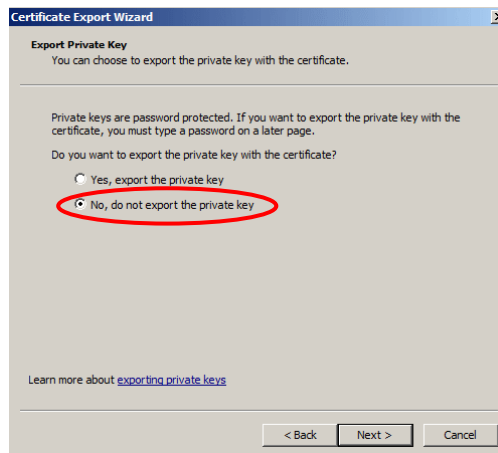 Certificate Export Wizard
Export Private Key
You can choose to export the private key with the certificate.
Private keys are password protected. If you want to export the private key with the
certificate, you must type a password on a later page.
Do you want to export the private key with the certificate?
Yes, export the private key
No, do not export the private key
Learn more about exporting private keys
< Back Next > Cancel